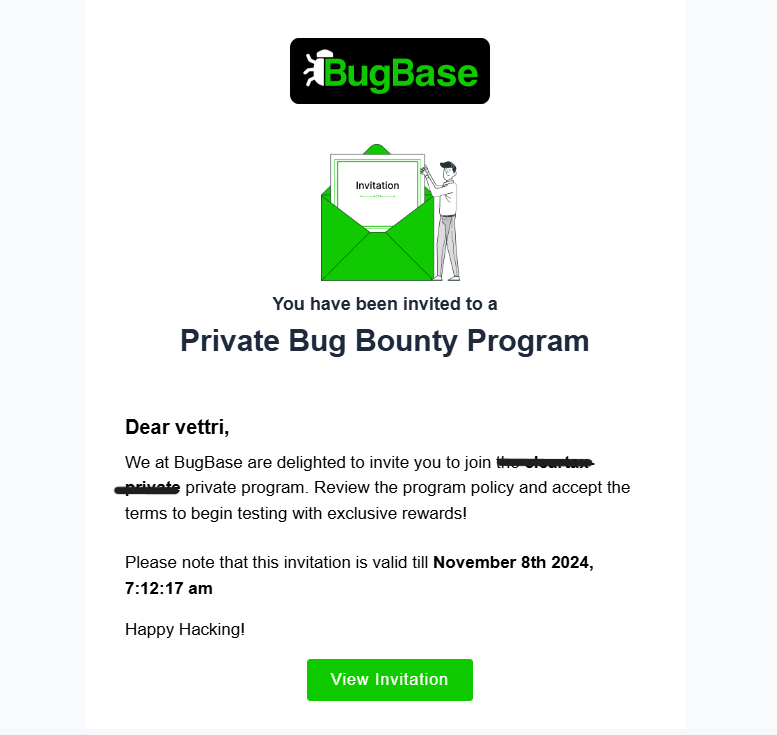 BugBase
Invitation
You have been invited to a
Private Bug Bounty Program
Dear vettri,
We at BugBase are delighted to invite you to join the
private private program. Review the program policy and accept the
terms to begin testing with exclusive rewards!
Please note that this invitation is valid till November 8th 2024,
7:12:17 am
Happy Hacking!
View Invitation